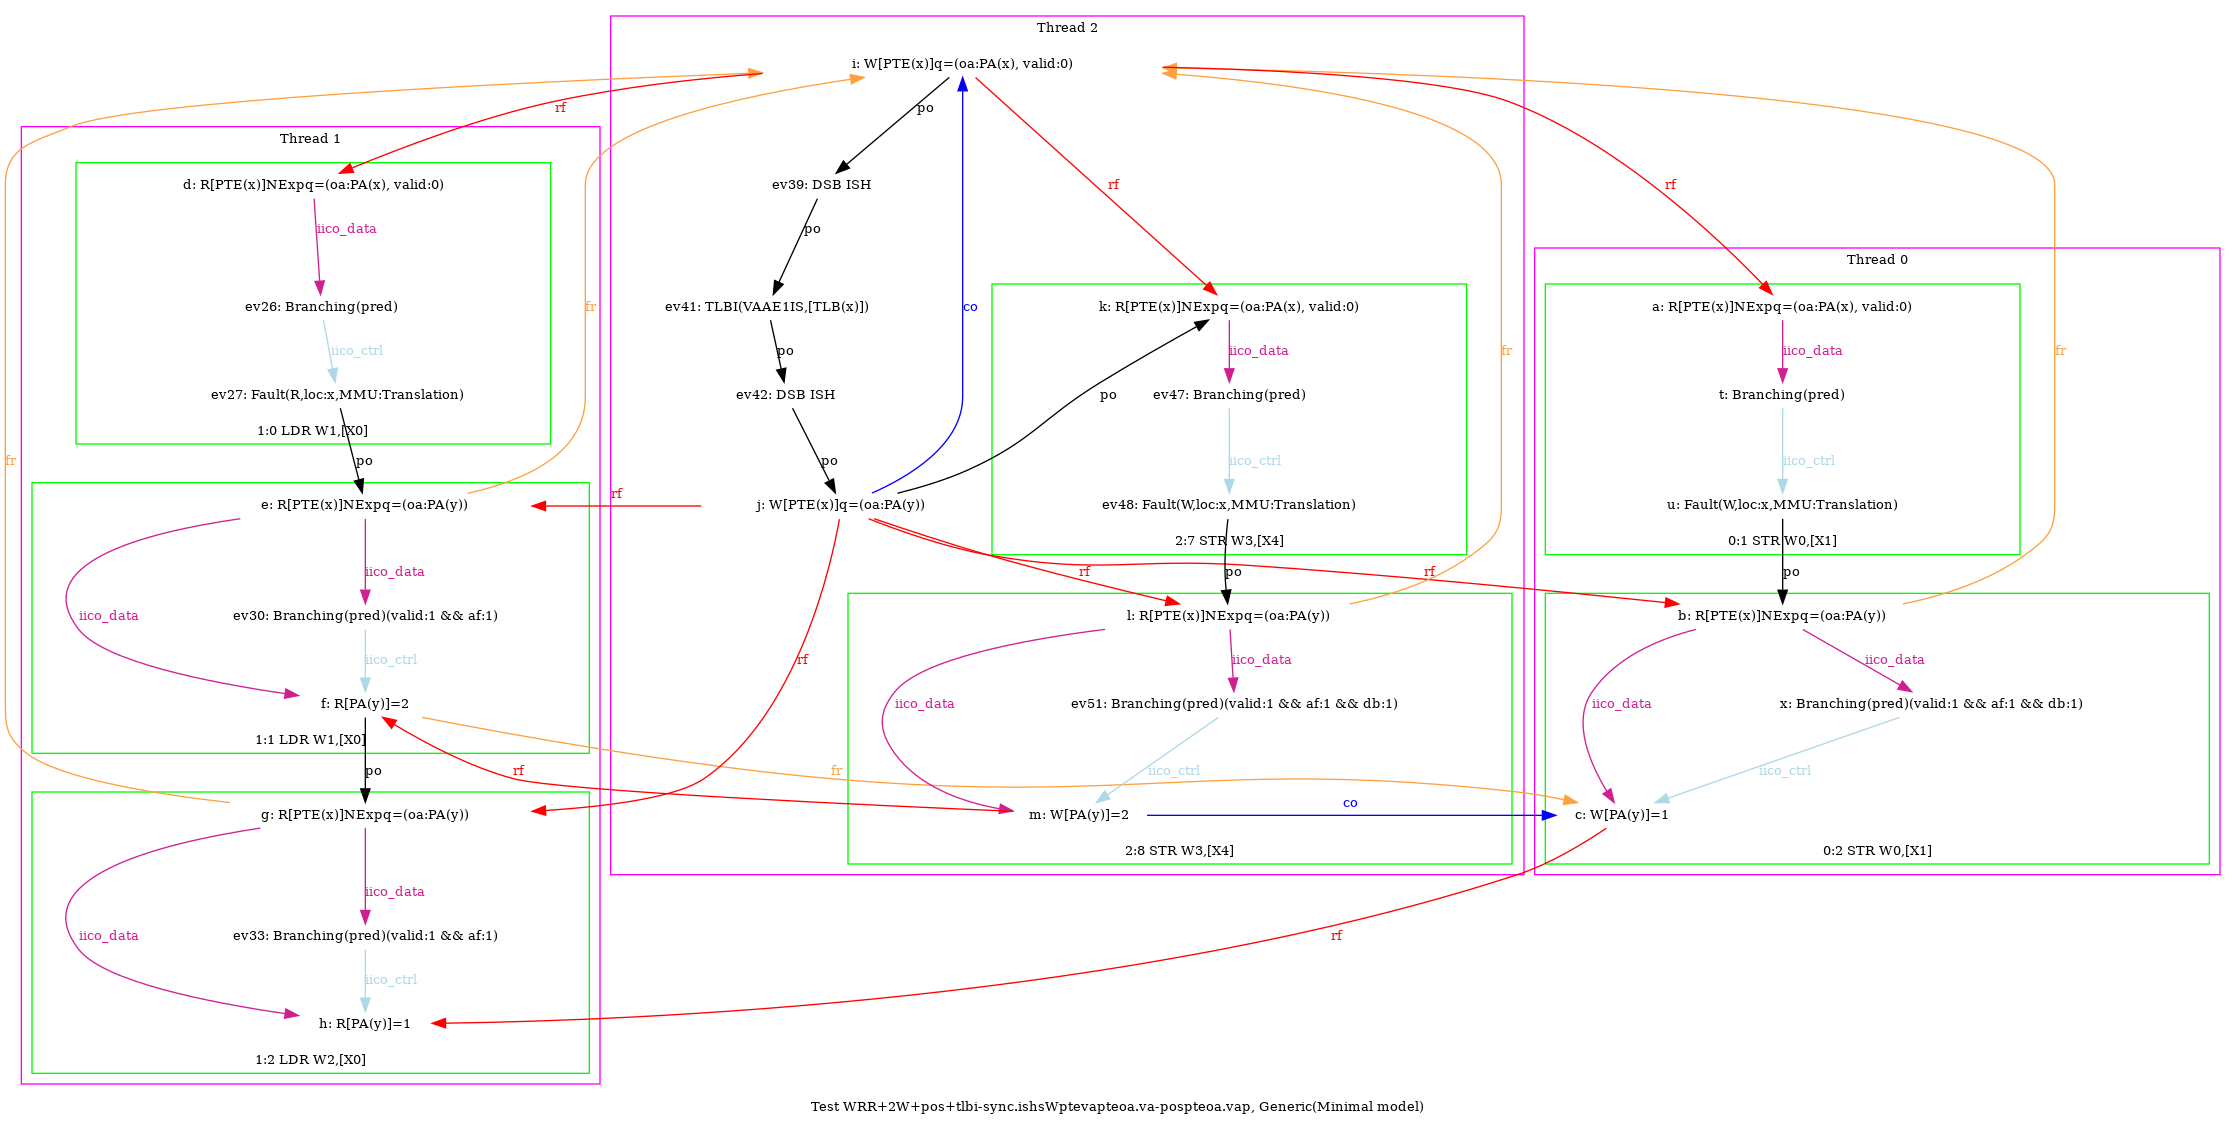 Thread 2
i: W[PTE(x)]q=(oa:PA(x), valid:0)
rf
po
Thread 1
d: R[PTE(x)]NExpq=(oa:PA(x), valid:0)
ev39: DSB ISH
rf
rf
iico_data
po
Thread 0
ev26: Branching(pred)
fr
ev41: TLBI(VAAE1IS,[TLB(x)])
co
k: R[PTE(x)]NExpq=(oa:PA(x), valid:0)
a: R[PTE(x)]NExpq=(oa:PA(x), valid:0)
iico_ctrl
po
iico_data
fr
iico_data
fr
ev27: Fault(R,loc:x,MMU:Translation)
ev42: DSB ISH
po
ev47: Branching(pred)
t: Branching(pred)
1:0 LDR W1,[X0]
fr
po
po
iico_ctrl
iico_ctrl
e: R[PTE(x)]NExpq=(oa:PA(y))
rf
j: W[PTE(x)]q=(oa:PA(y))
ev48: Fault(W,loc:x,MMU:Translation)
u: Fault(W,loc:x,MMU:Translation)
2:7 STR W3,[X4]
0:1 STR W0,[X1]
iico_data
iico_data
rf
po
rf
po
ev30: Branching(pred)(valid:1 && af:1)
l: R[PTE(x)]NExpq=(oa:PA(y))
b: R[PTE(x)]NExpq=(oa:PA(y))
iico_ctrl
rf
iico_data
iico_data
f: R[PA(y)]=2
iico_data
ev51: Branching(pred)(valid:1 && af:1 && db:1)
iico_data
x: Branching(pred)(valid:1 && af:1 && db:1)
1:1 LDR W1,[X0]
po
rf
fr
iico_ctrl
iico_ctrl
g: R[PTE(x)]NExpq=(oa:PA(y))
m: W[PA(y)]=2
co
c: W[PA(y)]=1
2:8 STR W3,[X4]
0:2 STR W0,[X1]
iico_data
iico_data
ev33: Branching(pred)(valid:1 && af:1)
rf
iico_ctrl
h: R[PA(y)]=1
1:2 LDR W2,[X0]
Test WRR+2W+pos+tlbi-sync.ishsWptevapteoa.va-pospteoa.vap, Generic(Minimal model)